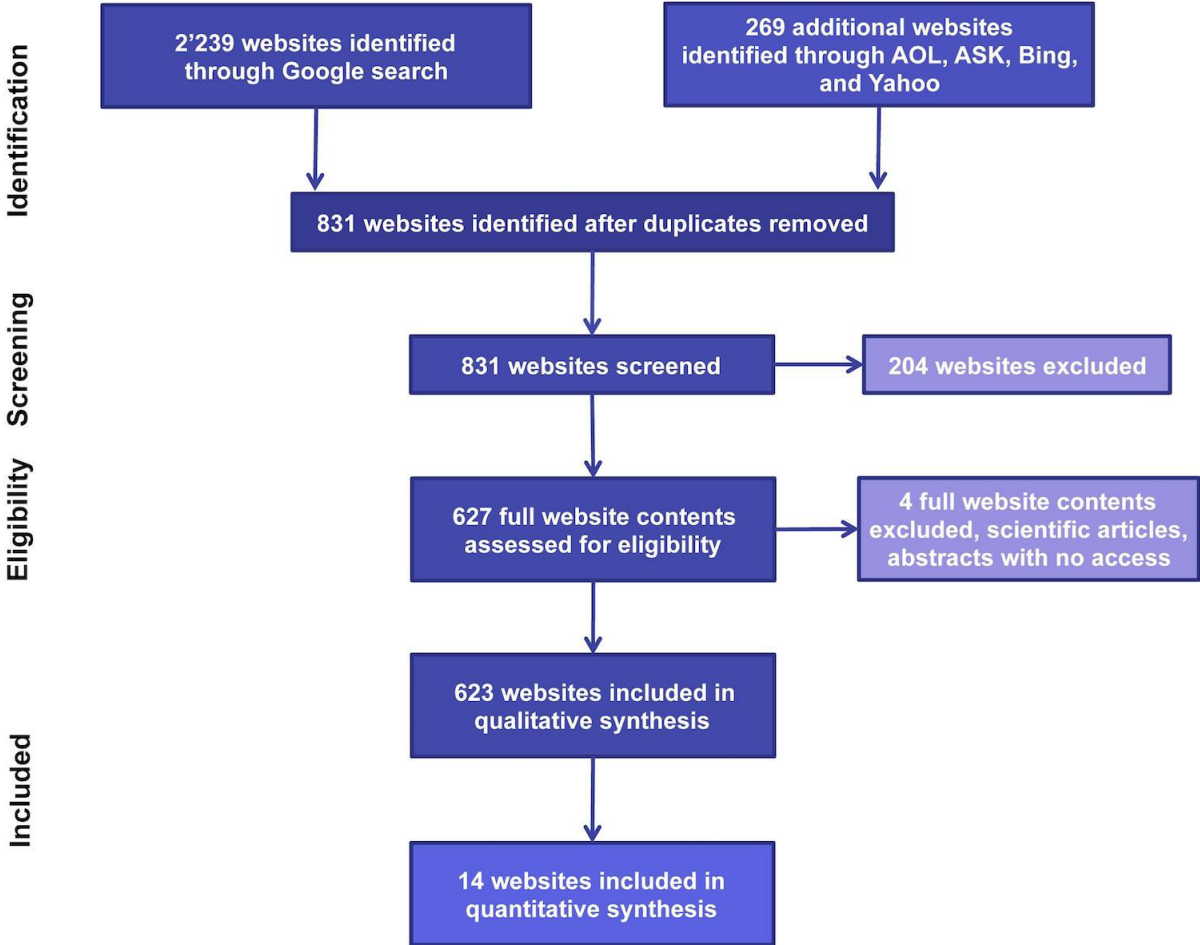 Identification
2'239 websites identified
through Google search
269 additional websites
identified through AOL, ASK, Bing,
and Yahoo
831 websites identified after duplicates removed
Screening
831 websites screened
204 websites excluded
Eligibility
627 full website contents
assessed for eligibility
4 full website contents
excluded, scientific articles,
abstracts with no access
Included
623 websites included in
qualitative synthesis
14 websites included in
quantitative synthesis